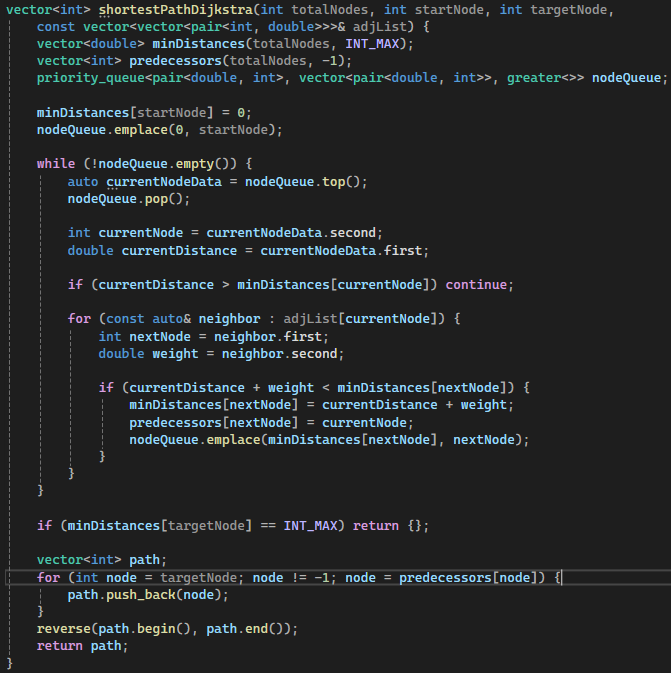 vector<int> shortestPathDijkstra(int totalNodes, int startNode, int targetNode,
    const vector<vector<pair<int, double>>>& adjList) {
    vector<double> minDistances(totalNodes, INT_MAX);
    vector<int> predecessors(totalNodes, -1);
    priority_queue<pair<double, int>, vector<pair<double, int>>, greater<>> nodeQueue;

    minDistances[startNode] = 0;
    nodeQueue.emplace(0, startNode);

    while (!nodeQueue.empty()) {
        auto currentNodeData = nodeQueue.top();
        nodeQueue.pop();

        int currentNode = currentNodeData.second;
        double currentDistance = currentNodeData.first;

        if (currentDistance > minDistances[currentNode]) continue;

        for (const auto& neighbor : adjList[currentNode]) {
            int nextNode = neighbor.first;
            double weight = neighbor.second;

            if (currentDistance + weight < minDistances[nextNode]) {
                minDistances[nextNode] = currentDistance + weight;
                predecessors[nextNode] = currentNode;
                nodeQueue.emplace(minDistances[nextNode], nextNode);
            }
        }
    }

    if (minDistances[targetNode] == INT_MAX) return {};

    vector<int> path;
    for (int node = targetNode; node != -1; node = predecessors[node]) {
        path.push_back(node);
    }
    reverse(path.begin(), path.end());
    return path;
}